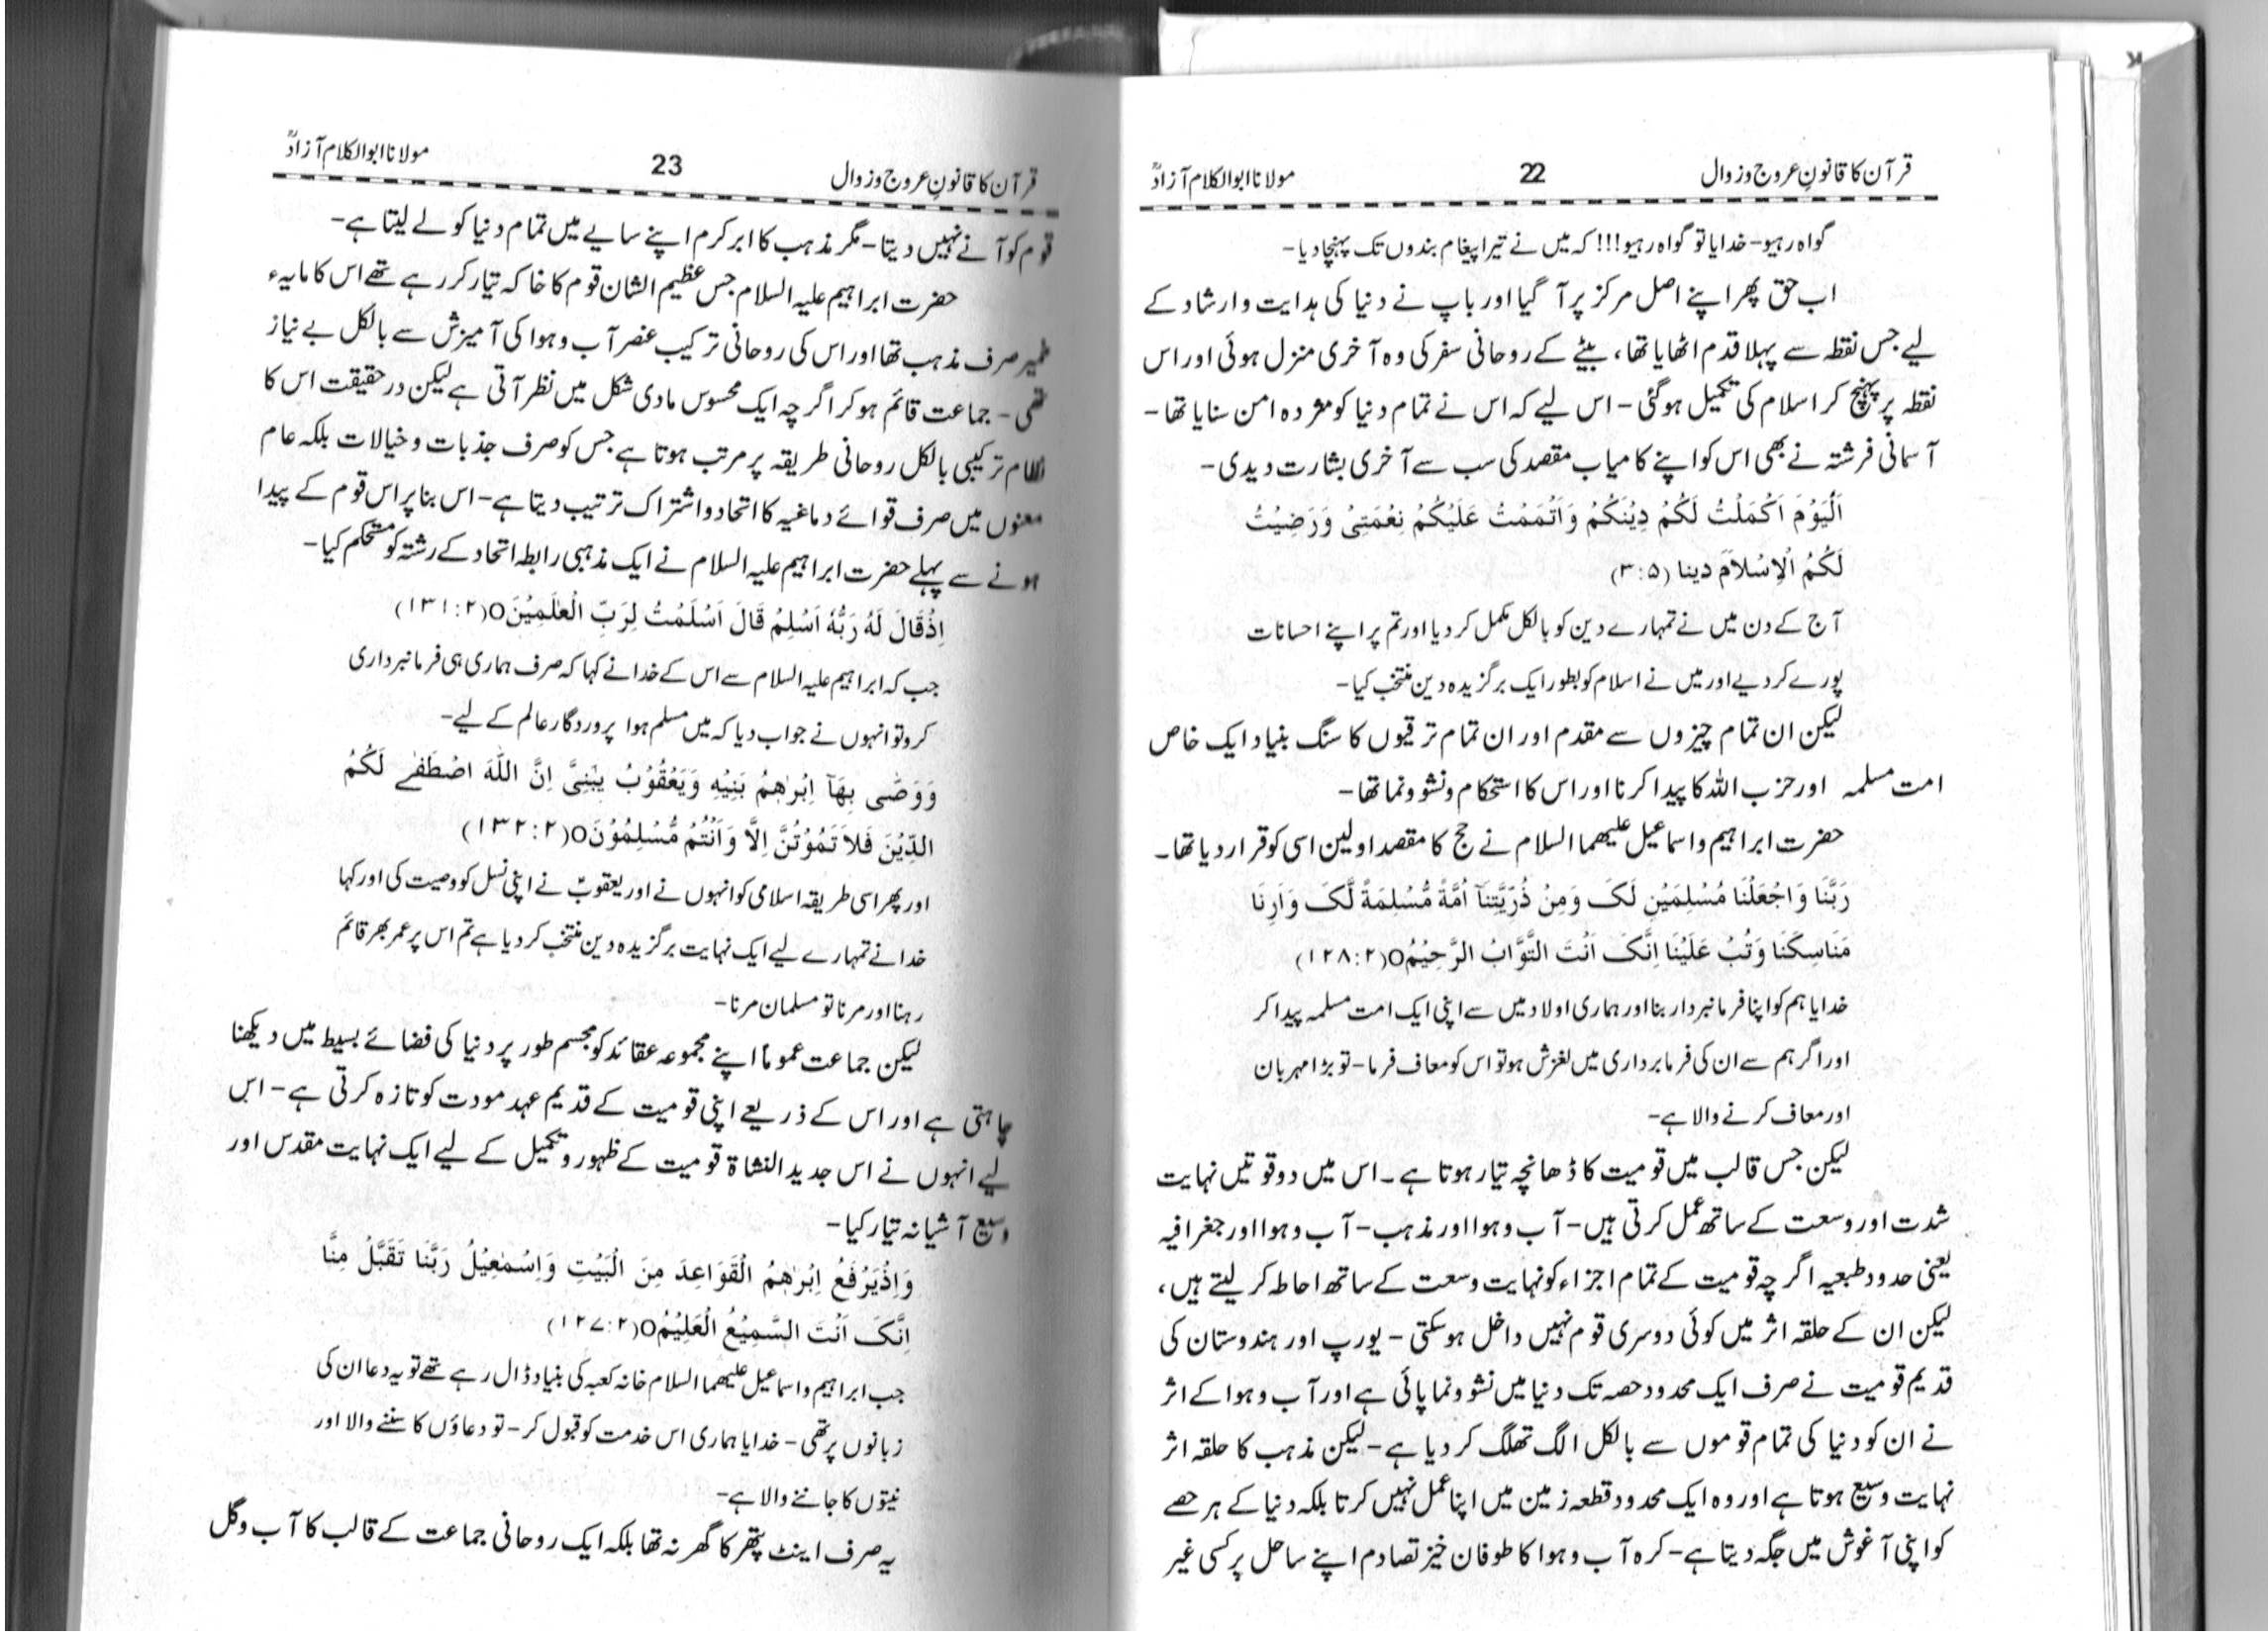 قرآن کا قانونِ عروج و زوال 22 مولانا ابوالکلام آزادؒ
گواہ رہیو- خدایا تو گواہ رہیو!!! کہ میں نے تیرا پیغام بندوں تک پہنچا دیا-
اب حق پھر اپنے اصل مرکز پر آ گیا اور باپ نے دنیا کی ہدایت و ارشاد کے
لیے جس نقطہ سے پہلا قدم اٹھایا تھا، بیٹے کے روحانی سفر کی وہ آخری منزل ہوئی اور اس
نقطہ پر پہنچ کر اسلام کی تکمیل ہو گئی- اس لیے کہ اس نے تمام دنیا کو مژدہ امن سنایا تھا-
آسمانی فرشتہ نے بھی اس کو اپنے کامیاب مقصد کی سب سے آخری بشارت دیدی-
اَلْیَوْمَ اَکْمَلْتُ لَکُمْ دِیْنَکُمْ وَاَتْمَمْتُ عَلَیْکُمْ نِعْمَتِیْ وَرَضِیْتُ
لَکُمُ الْاِسْلاَمَ دینا (۳:۵)
آج کے دن میں نے تمہارے دین کو بالکل مکمل کر دیا اور تم پر اپنے احسانات
پورے کر دیے اور میں نے اسلام کو بطور ایک برگزیدہ دین منتخب کیا-
لیکن ان تمام چیزوں سے مقدم اور ان تمام ترقیوں کا سنگ بنیاد ایک خاص
امت مسلمہ اور حزب اللہ کا پیدا کرنا اور اس کا استحکام و نشوونما تھا-
حضرت ابراہیم و اسماعیل علیھما السلام نے حج کا مقصد اولین اسی کو قرار دیا تھا۔
رَبَّنَا وَاجْعَلْنَا مُسْلِمَیْنِ لَکَ وَمِنْ ذُرِّیَّتِنَآ اُمَّةً مُّسْلِمَةً لَّکَ وَاَرِنَا
مَنَاسِکَنَا وَتُبْ عَلَیْنَا اِنَّکَ اَنْتَ التَّوَّابُ الرَّحِیْمُO(۱۲۸:۲)
خدایا ہم کو اپنا فرمانبردار بنا اور ہماری اولاد میں سے اپنی ایک امت مسلمہ پیدا کر
اور اگر ہم سے ان کی فرمابرداری میں لغزش ہو تو اس کو معاف فرما- تو بڑا مہربان
اور معاف کرنے والا ہے-
لیکن جس قالب میں قومیت کا ڈھانچہ تیار ہوتا ہے۔ اس میں دو قوتیں نہایت
شدت اور وسعت کے ساتھ عمل کرتی ہیں- آب و ہوا اور مذہب- آب و ہوا اور جغرافیہ
یعنی حدود طبعیہ اگرچہ قومیت کے تمام اجزاء کو نہایت وسعت کے ساتھ احاطہ کر لیتے ہیں،
لیکن ان کے حلقہ اثر میں کوئی دوسری قوم نہیں داخل ہو سکتی- یورپ اور ہندوستان کی
قدیم قومیت نے صرف ایک محدود حصہ تک دنیا میں نشوونما پائی ہے اور آب و ہوا کے اثر
نے ان کو دنیا کی تمام قوموں سے بالکل الگ تھلگ کر دیا ہے- لیکن مذہب کا حلقہ اثر
نہایت وسیع ہوتا ہے اور وہ ایک محدود قطعہ زمین میں اپنا عمل نہیں کرتا بلکہ دنیا کے ہر حصے
کو اپنی آغوش میں جگہ دیتا ہے- کرہ آب و ہوا کا طوفان خیز تصادم اپنے ساحل پر کسی غیر
قرآن کا قانونِ عروج و زوال 23 مولانا ابوالکلام آزادؒ
قوم کو آنے نہیں دیتا- مگر مذہب کا ابر کرم اپنے سایے میں تمام دنیا کو لے لیتا ہے-
حضرت ابراہیم علیہ السلام جس عظیم الشان قوم کا خاکہ تیار کر رہے تھے اس کا مایہء
خمیر صرف مذہب تھا اور اس کی روحانی ترکیب عنصر آب و ہوا کی آمیزش سے بالکل بے نیاز
تھی- جماعت قائم ہو کر اگرچہ ایک محسوس مادی شکل میں نظر آتی ہے لیکن در حقیقت اس کا
نظام ترکیبی بالکل روحانی طریقہ پر مرتب ہوتا ہے جس کو صرف جذبات و خیالات بلکہ عام
معنوں میں صرف قوائے دماغیہ کا اتحاد و اشتراک ترتیب دیتا ہے- اس بنا پر اس قوم کے پیدا
ہونے سے پہلے حضرت ابراہیم علیہ السلام نے ایک مذہبی رابطہ اتحاد کے رشتہ کو مستحکم کیا-
اِذْقَالَ لَهُ رَبُّهُ اَسْلِمْ قَالَ اَسْلَمْتُ لِرَبِّ الْعٰلَمِیْنَO(۱۳۱:۲)
جب کہ ابراہیم علیہ السلام سے اس کے خدا نے کہا کہ صرف ہماری ہی فرمانبرداری
کرو تو انہوں نے جواب دیا کہ میں مسلم ہوا پروردگار عالم کے لیے-
وَوَصّٰی بِهَآ اِبْرٰهٖمُ بَنِیْهِ وَیَعْقُوْبُ یٰبَنِیَّ اِنَّ اللّٰهَ اصْطَفٰے لَکُمُ
الدِّیْنَ فَلاَ تَمُوْتُنَّ اِلاَّ وَاَنْتُمْ مُّسْلِمُوْنَO(۱۳۲:۲)
اور پھر اسی طریقہ اسلامی کو انہوں نے اور یعقوبؑ نے اپنی نسل کو وصیت کی اور کہا
خدا نے تمہارے لیے ایک نہایت برگزیدہ دین منتخب کر دیا ہے تم اس پر عمر بھر قائم
رہنا اور مرنا تو مسلمان مرنا-
لیکن جماعت عموماً اپنے مجموعہ عقائد کو مجسم طور پر دنیا کی فضائے بسیط میں دیکھنا
چاہتی ہے اور اس کے ذریعے اپنی قومیت کے قدیم عہد مودت کو تازہ کرتی ہے- اس
لیے انہوں نے اس جدید النشاۃ قومیت کے ظہور و تکمیل کے لیے ایک نہایت مقدس اور
وسیع آشیانہ تیار کیا-
وَاِذْیَرْفَعُ اِبْرٰهٖمُ الْقَوَاعِدَ مِنَ الْبَیْتِ وَاِسْمٰعِیْلُ رَبَّنَا تَقَبَّلْ مِنَّا
اِنَّکَ اَنْتَ السَّمِیْعُ الْعَلِیْمُO(۱۲۷:۲)
جب ابراہیم و اسماعیل علیھما السلام خانہ کعبہ کی بنیاد ڈال رہے تھے تو یہ دعا ان کی
زبانوں پر تھی- خدایا ہماری اس خدمت کو قبول کر- تو دعاؤں کا سننے والا اور
نیتوں کا جاننے والا ہے-
یہ صرف اینٹ پتھر کا گھر نہ تھا بلکہ ایک روحانی جماعت کے قالب کا آب و گل